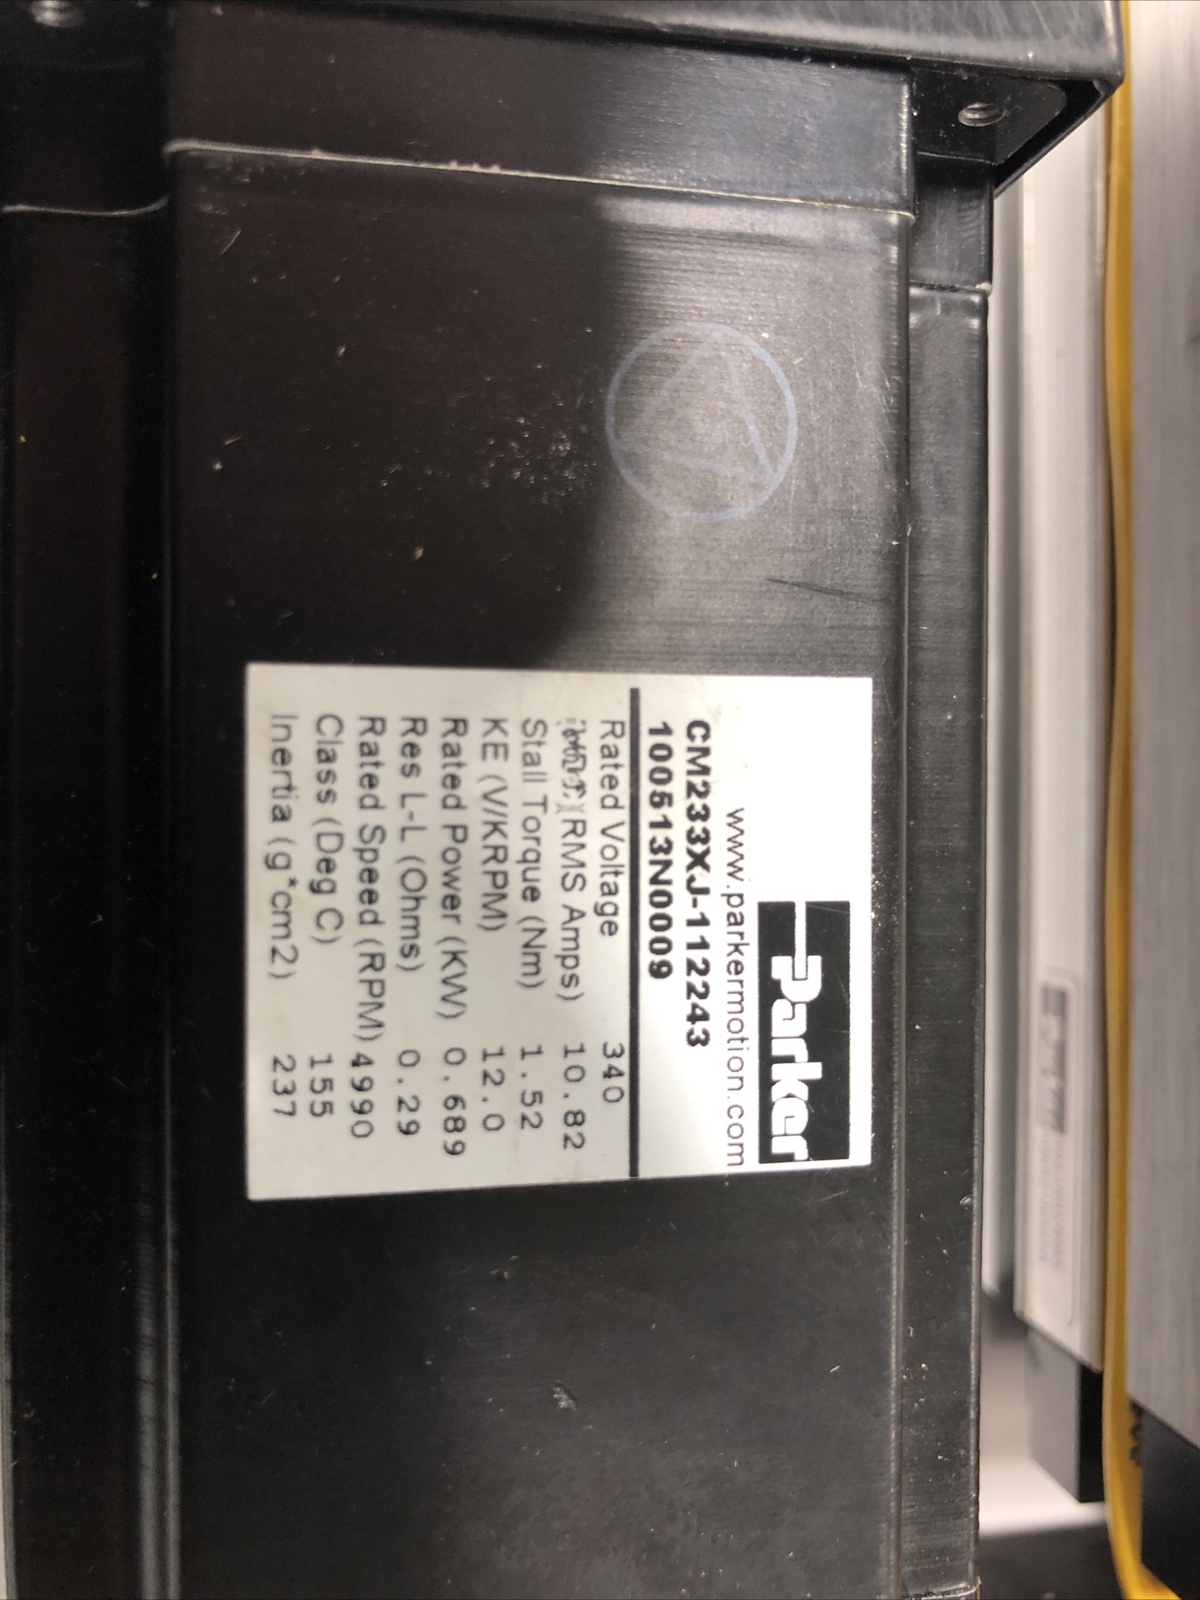 Parker
www.parkermotion.com
CM233XJ-112243
100513N0009
Rated Voltage 340
RMS Amps) 10.82
Stall Torque (Nm) 1.52
KE (V/KRPM) 12.0
Rated Power (KW) 0.689
Res L-L (Ohms) 0.29
Rated Speed (RPM) 4990
Class (Deg C) 155
Inertia (g*cm2) 237